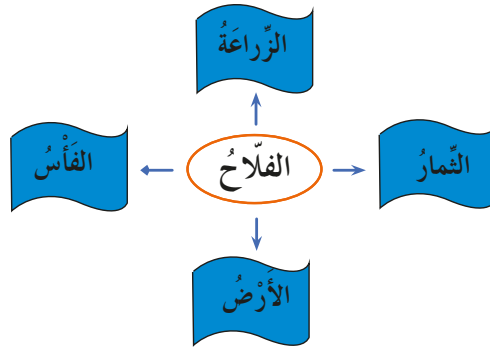 الزِّراعَةُ
الثِّمارُ
الفلّاحُ
الفَأْسُ
الأَرْضُ